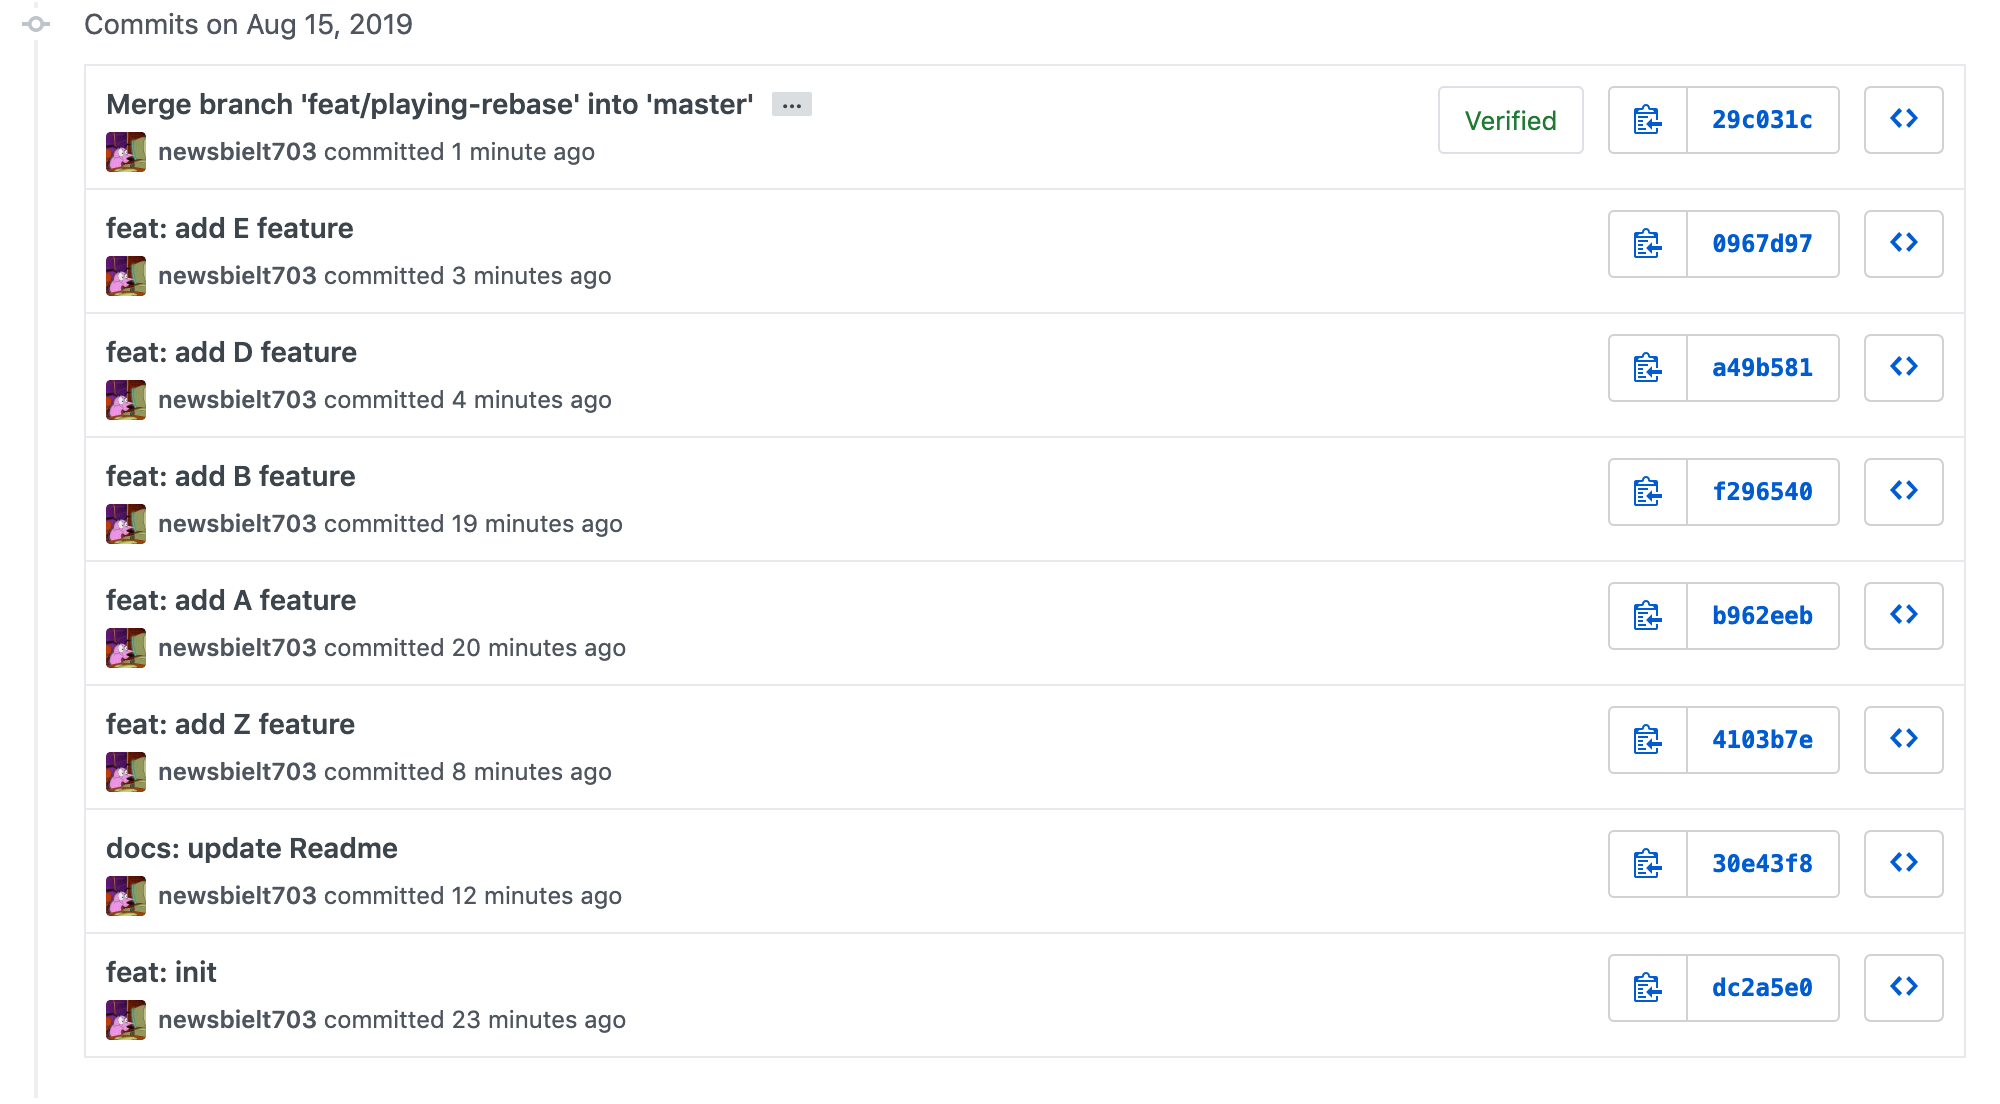 Commits on Aug 15, 2019
Merge branch 'feat/playing-rebase' into 'master' ...
newsbielt703 committed 1 minute ago
Verified
29c031c
feat: add E feature
newsbielt703 committed 3 minutes ago
0967d97
feat: add D feature
newsbielt703 committed 4 minutes ago
a49b581
feat: add B feature
newsbielt703 committed 19 minutes ago
f296540
feat: add A feature
newsbielt703 committed 20 minutes ago
b962eeb
feat: add Z feature
newsbielt703 committed 8 minutes ago
4103b7e
docs: update Readme
newsbielt703 committed 12 minutes ago
30e43f8
feat: init
newsbielt703 committed 23 minutes ago
dc2a5e0